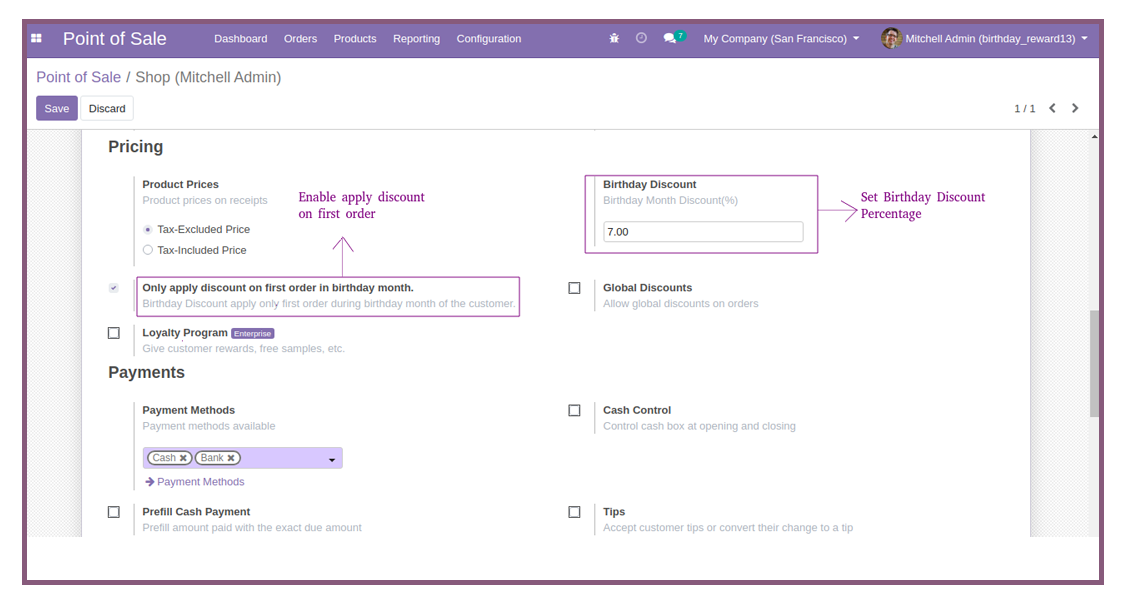 Point of Sale Dashboard Orders Products Reporting Configuration 7 My Company (San Francisco) Mitchell Admin (birthday_reward13)
Point of Sale / Shop (Mitchell Admin)
Save Discard 1 / 1
Pricing
Product Prices
Product prices on receipts
Tax-Excluded Price
Tax-Included Price
Enable apply discount
on first order
Birthday Discount
Birthday Month Discount(%)
7.00
Set Birthday Discount
Percentage
Only apply discount on first order in birthday month.
Birthday Discount apply only first order during birthday month of the customer.
Global Discounts
Allow global discounts on orders
Loyalty Program Enterprise
Give customer rewards, free samples, etc.
Payments
Payment Methods
Payment methods available
Cash Bank
Payment Methods
Cash Control
Control cash box at opening and closing
Prefill Cash Payment
Prefill amount paid with the exact due amount
Tips
Accept customer tips or convert their change to a tip